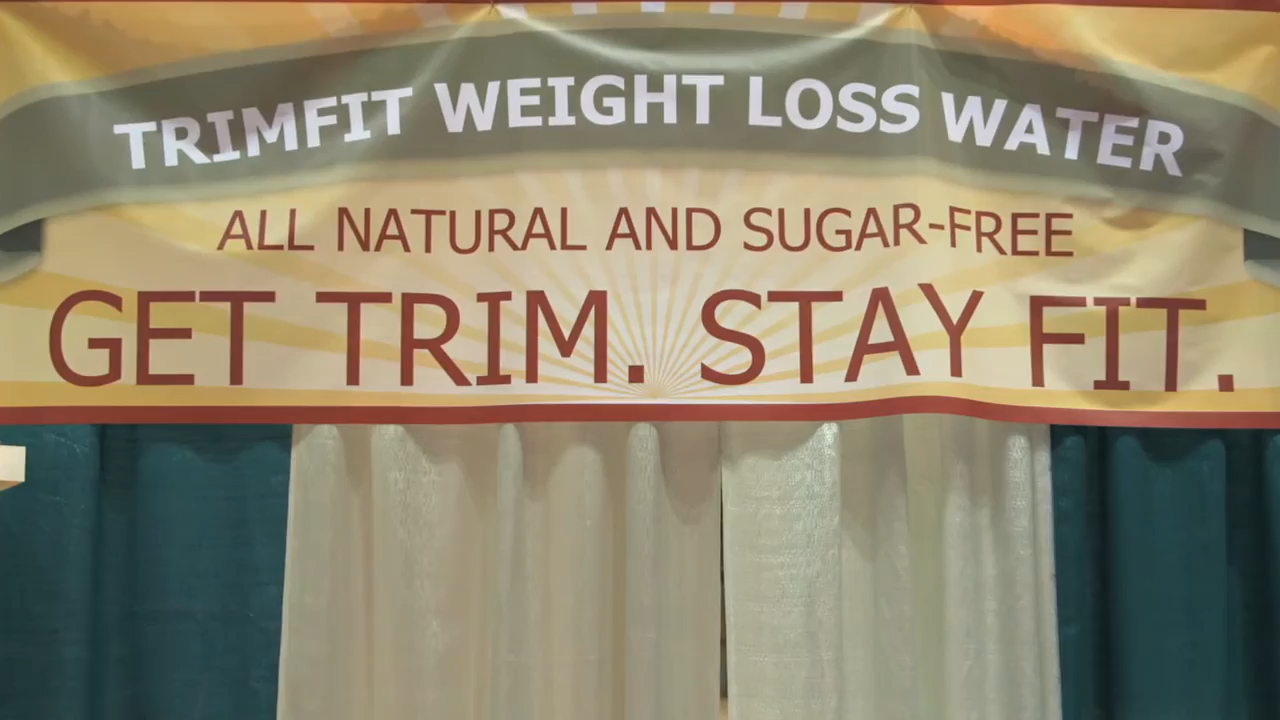 TRIMFIT WEIGHT LOSS WATER
ALL NATURAL AND SUGAR-FREE
GET TRIM. STAY FIT.